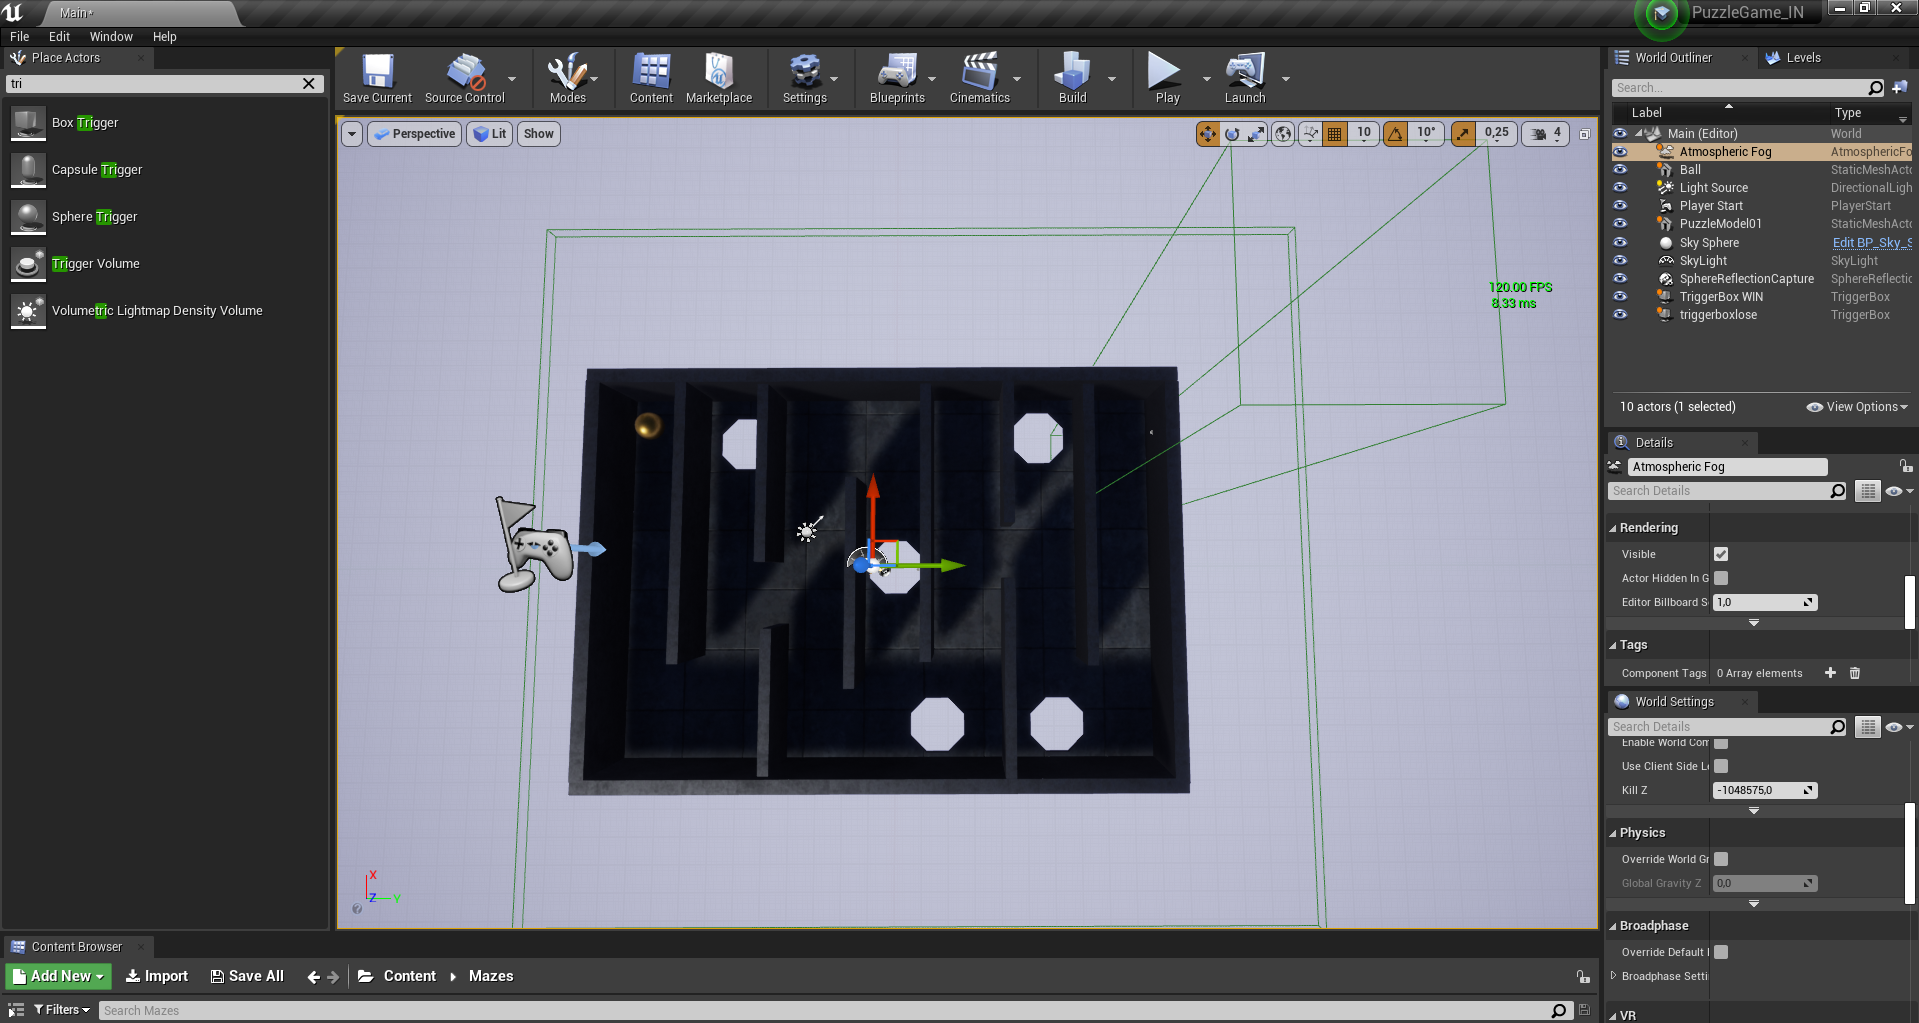 Main*
PuzzleGame_IN
File Edit Window Help
Place Actors
tri
Box Trigger
Capsule Trigger
Sphere Trigger
Trigger Volume
Volumetric Lightmap Density Volume
Save Current
Source Control
Modes
Content
Marketplace
Settings
Blueprints
Cinematics
Build
Play
Launch
Perspective
Lit
Show
10
10°
0,25
4
120.00 FPS
8.33 ms
X
Z
Y
World Outliner
Levels
Search...
Label Type
Main (Editor) World
Atmospheric Fog AtmosphericFo
Ball StaticMeshActo
Light Source DirectionalLigh
Player Start PlayerStart
PuzzleModel01 StaticMeshActo
Sky Sphere Edit BP_Sky_S
SkyLight SkyLight
SphereReflectionCapture SphereReflectic
TriggerBox WIN TriggerBox
triggerboxlose TriggerBox
10 actors (1 selected)
View Options
Details
Atmospheric Fog
Search Details
Rendering
Visible
Actor Hidden In G
Editor Billboard S 1,0
Tags
Component Tags 0 Array elements
World Settings
Search Details
Enable World Com
Use Client Side L
Kill Z -1048575,0
Physics
Override World Gr
Global Gravity Z 0,0
Broadphase
Override Default
Broadphase Setti
VR
Content Browser
Add New
Import
Save All
Content
Mazes
Filters
Search Mazes